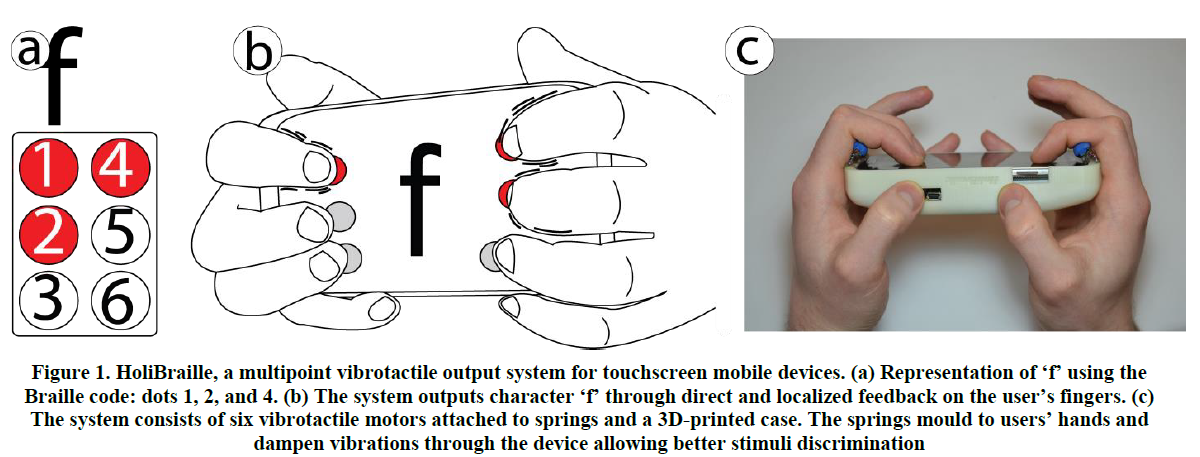 a
f
1 4
2 5
3 6
b
f
c
Figure 1. HoliBraille, a multipoint vibrotactile output system for touchscreen mobile devices. (a) Representation of ‘f’ using the
Braille code: dots 1, 2, and 4. (b) The system outputs character ‘f’ through direct and localized feedback on the user’s fingers. (c)
The system consists of six vibrotactile motors attached to springs and a 3D-printed case. The springs mould to users’ hands and
dampen vibrations through the device allowing better stimuli discrimination